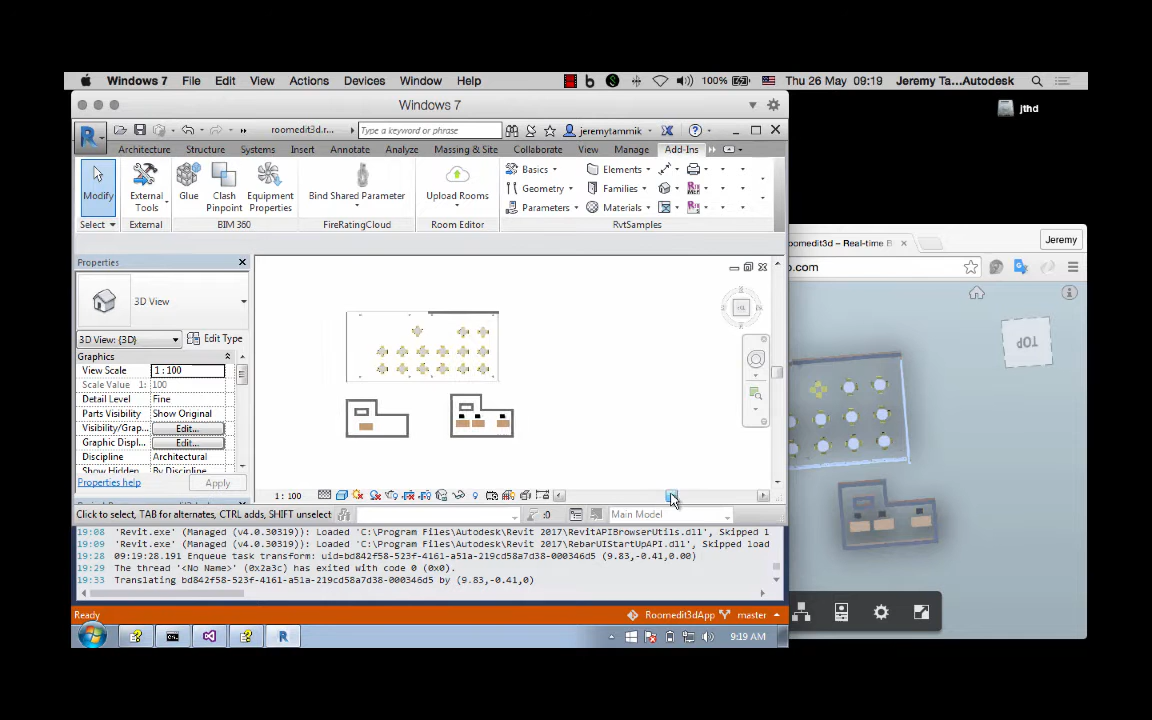 Windows 7 File Edit View Actions Devices Window Help 100% Thu 26 May 09:19 Jeremy Ta...Autodesk
Windows 7
jthd
roomedit3d.r... Type a keyword or phrase jeremytammik
Architecture Structure Systems Insert Annotate Analyze Massing & Site Collaborate View Manage Add-Ins
Modify External Tools Glue Clash Pinpoint Equipment Properties Bind Shared Parameter Upload Rooms
Basics Elements
Geometry Families
Parameters Materials
Select External BIM 360 FireRatingCloud Room Editor RvtSamples
oomedit3d – Real-time B Jeremy
p.com
Properties
3D View
3D View: {3D} Edit Type
Graphics
View Scale 1 : 100
Scale Value 1: 100
Detail Level Fine
Parts Visibility Show Original
Visibility/Grap... Edit...
Graphic Displ... Edit...
Discipline Architectural
Show Hidden By Discipline
Properties help Apply
TOP
1 : 100
Click to select, TAB for alternates, CTRL adds, SHIFT unselect :0 Main Model
19:08 'Revit.exe' (Managed (v4.0.30319)): Loaded 'C:\Program Files\Autodesk\Revit 2017\RevitAPIBrowserUtils.dll', Skipped l
19:09 'Revit.exe' (Managed (v4.0.30319)): Loaded 'C:\Program Files\Autodesk\Revit 2017\RebarUIStartUpAPI.dll', Skipped load
19:28 09:19:28.191 Enqueue task transform: uid=bd842f58-523f-4161-a51a-219cd58a7d38-000346d5 (9.83,-0.41,0.00)
19:29 The thread '<No Name>' (0x2a3c) has exited with code 0 (0x0).
19:33 Translating bd842f58-523f-4161-a51a-219cd58a7d38-000346d5 by (9.83,-0.41,0)
Ready Roomedit3dApp master
9:19 AM